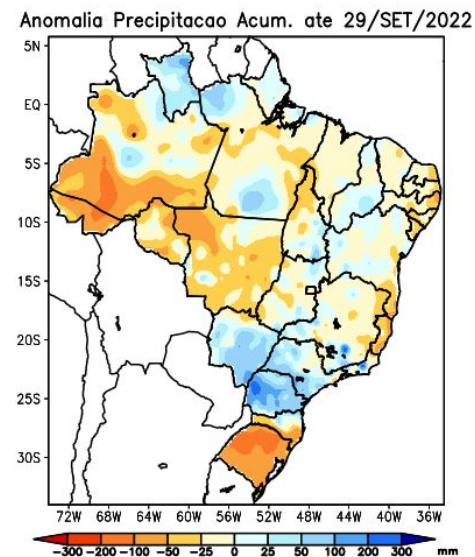 Anomalia Precipitacao Acum. ate 29/SET/2022
5N
EQ
5S
10S
15S
20S
25S
30S
72W 68W 64W 60W 56W 52W 48W 44W 40W 36W
-300 -200 -100 -50 -25 0 25 50 100 200 300 mm